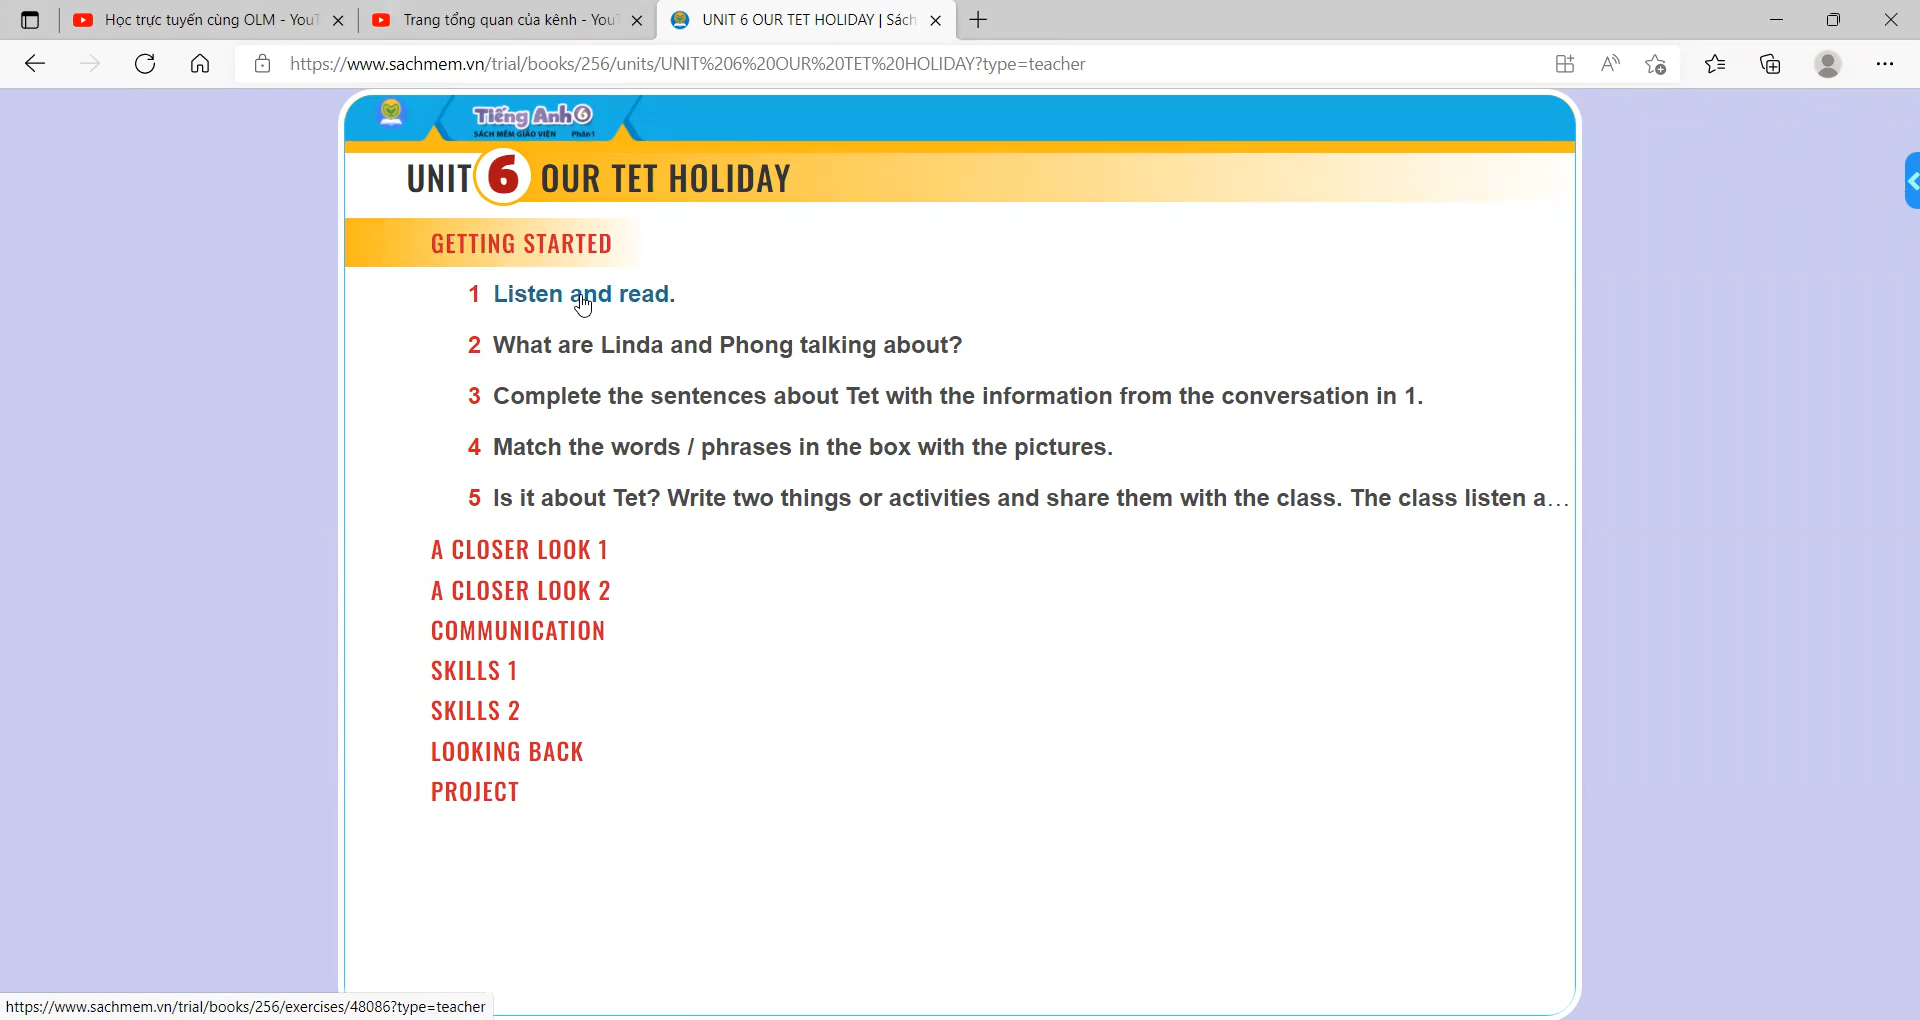 Học trực tuyến cùng OLM - YouT
Trang tổng quan của kênh - YouT
UNIT 6 OUR TET HOLIDAY | Sách
https://www.sachmem.vn/trial/books/256/units/UNIT%206%20OUR%20TET%20HOLIDAY?type=teacher
Tiếng Anh 6
SÁCH MỀM GIÁO VIÊN Phần 1
UNIT 6 OUR TET HOLIDAY
GETTING STARTED
1 Listen and read.
2 What are Linda and Phong talking about?
3 Complete the sentences about Tet with the information from the conversation in 1.
4 Match the words / phrases in the box with the pictures.
5 Is it about Tet? Write two things or activities and share them with the class. The class listen a...
A CLOSER LOOK 1
A CLOSER LOOK 2
COMMUNICATION
SKILLS 1
SKILLS 2
LOOKING BACK
PROJECT
https://www.sachmem.vn/trial/books/256/exercises/48086?type=teacher